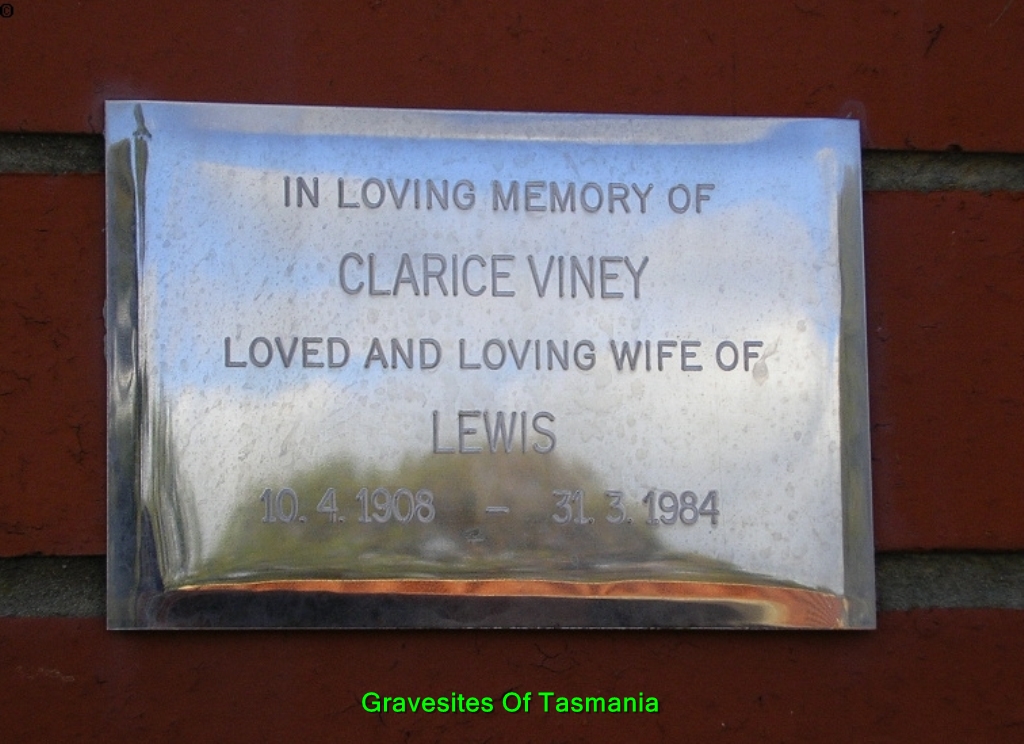 ©
IN LOVING MEMORY OF
CLARICE VINEY
LOVED AND LOVING WIFE OF
LEWIS
10. 4. 1908 - 31. 3. 1984
Gravesites Of Tasmania